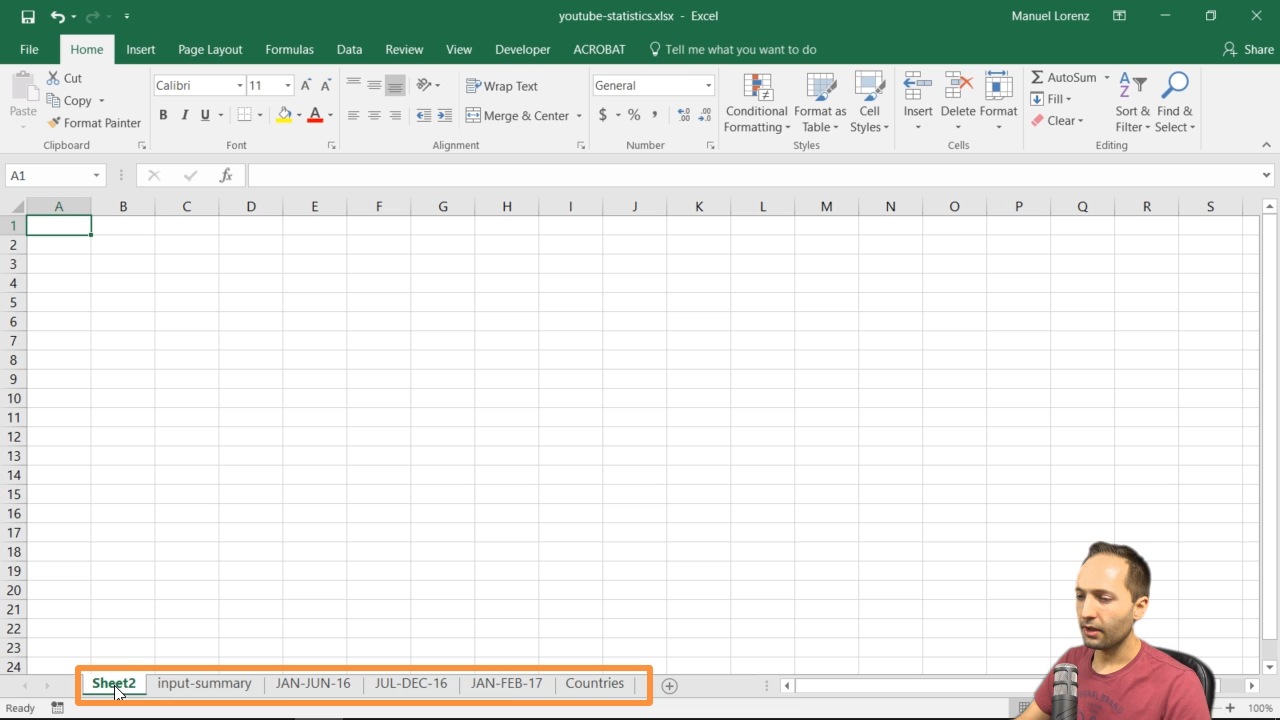 youtube-statistics.xlsx - Excel
Manuel Lorenz
File Home Insert Page Layout Formulas Data Review View Developer ACROBAT Tell me what you want to do Share
Paste
Cut
Copy
Format Painter
Clipboard
Calibri 11
B I U A
Font
Wrap Text
Merge & Center
Alignment
General
$ % ,
Number
Conditional Formatting
Format as Table
Cell Styles
Styles
Insert Delete Format
Cells
AutoSum
Fill
Clear
Sort & Filter
Find & Select
Editing
A1 fx
A B C D E F G H I J K L M N O P Q R S
1
2
3
4
5
6
7
8
9
10
11
12
13
14
15
16
17
18
19
20
21
22
23
24
Sheet2 input-summary JAN-JUN-16 JUL-DEC-16 JAN-FEB-17 Countries
Ready 100%